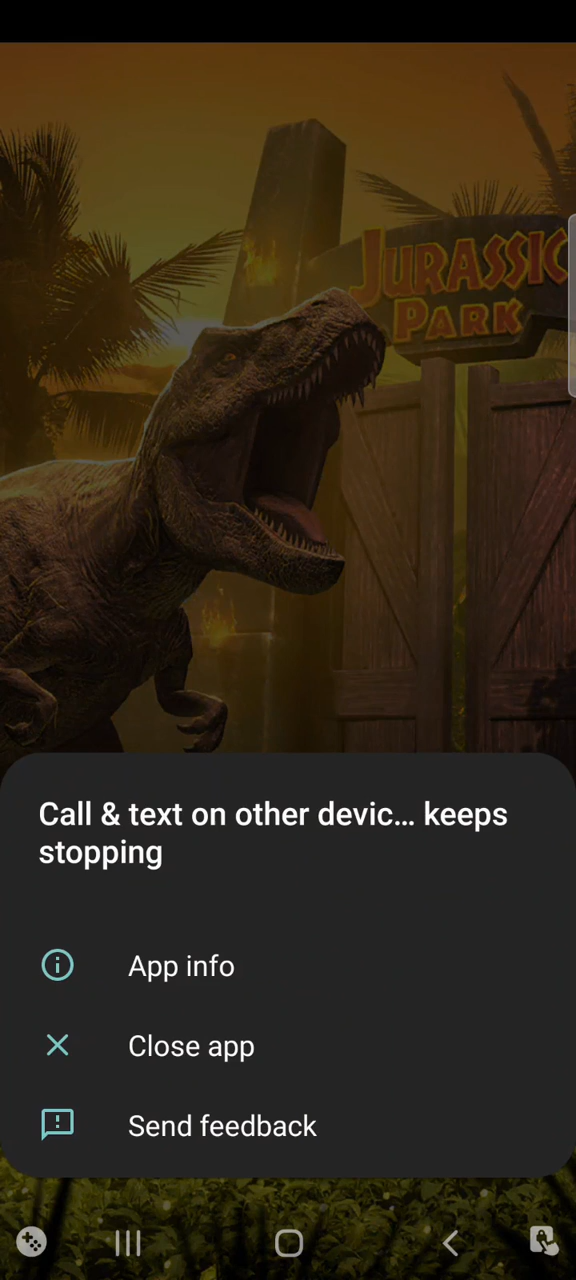 JURASSIC
PARK
Call & text on other devic... keeps
stopping
App info
Close app
Send feedback